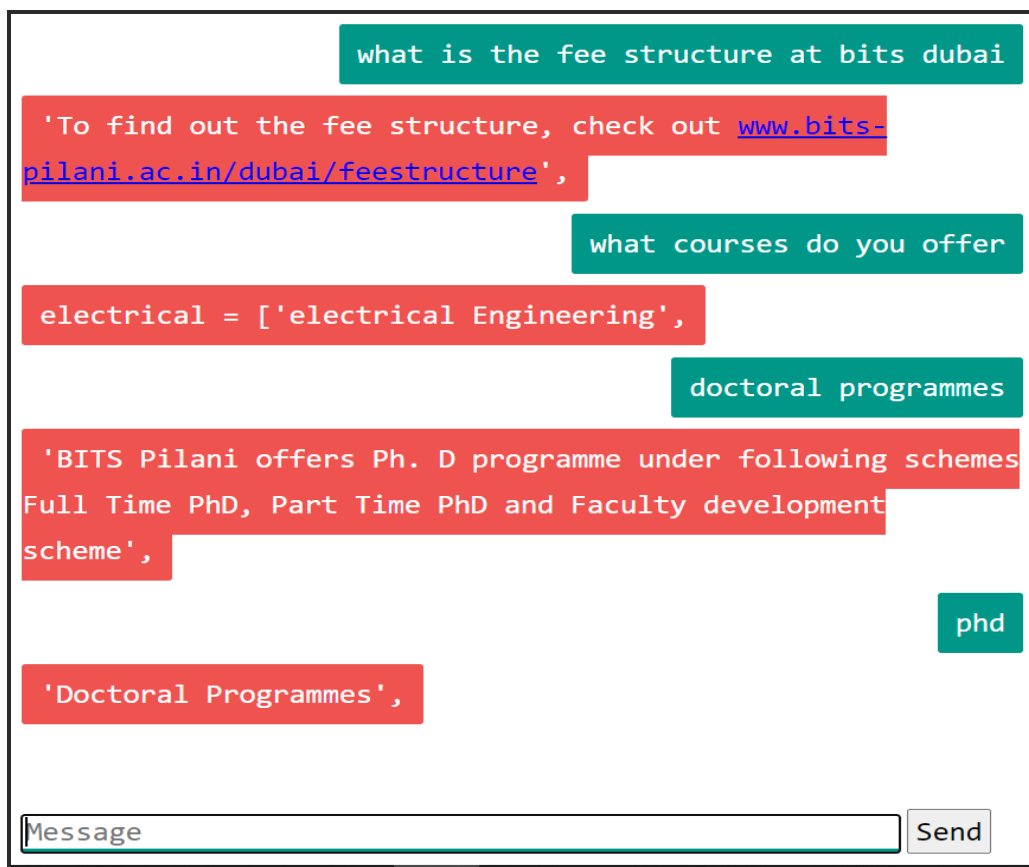 what is the fee structure at bits dubai
'To find out the fee structure, check out www.bits-
pilani.ac.in/dubai/feestructure',
what courses do you offer
electrical = ['electrical Engineering',
doctoral programmes
'BITS Pilani offers Ph. D programme under following schemes
Full Time PhD, Part Time PhD and Faculty development
scheme',
phd
'Doctoral Programmes',
Message
Send